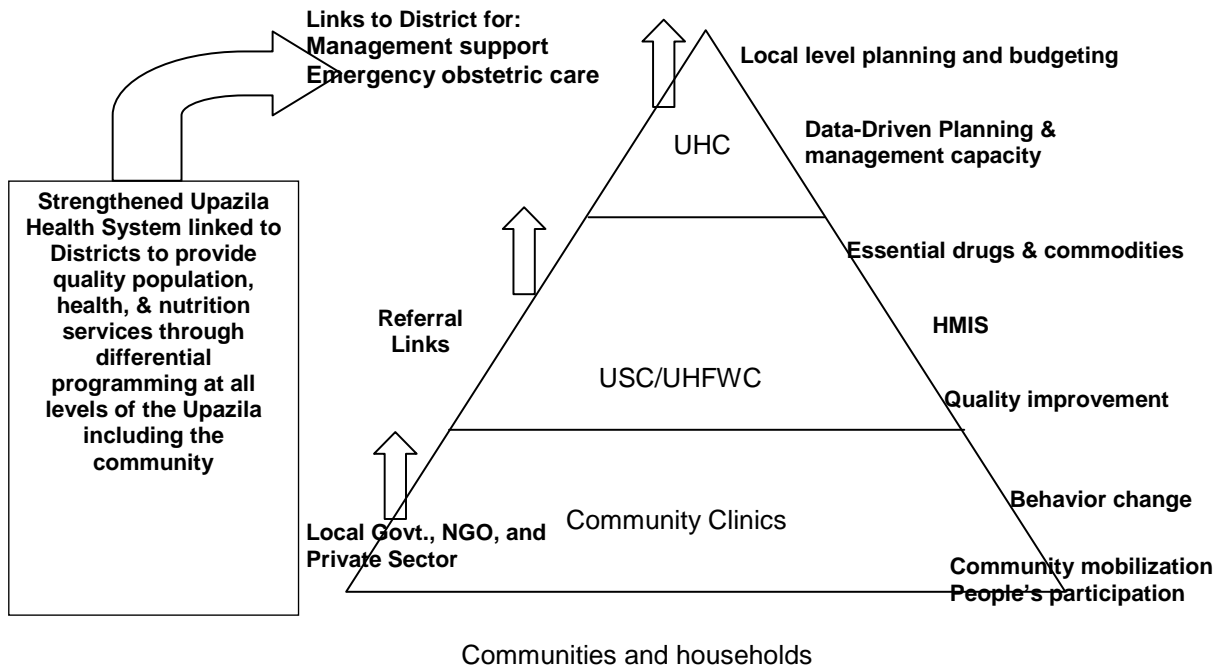 Links to District for:
Management support
Emergency obstetric care
Strengthened Upazila
Health System linked to
Districts to provide
quality population,
health, & nutrition
services through
differential
programming at all
levels of the Upazila
including the
community
Local level planning and budgeting
UHC
Data-Driven Planning &
management capacity
Essential drugs & commodities
Referral
Links
HMIS
USC/UHFWC
Quality improvement
Behavior change
Community Clinics
Local Govt., NGO, and
Private Sector
Community mobilization
People’s participation
Communities and households